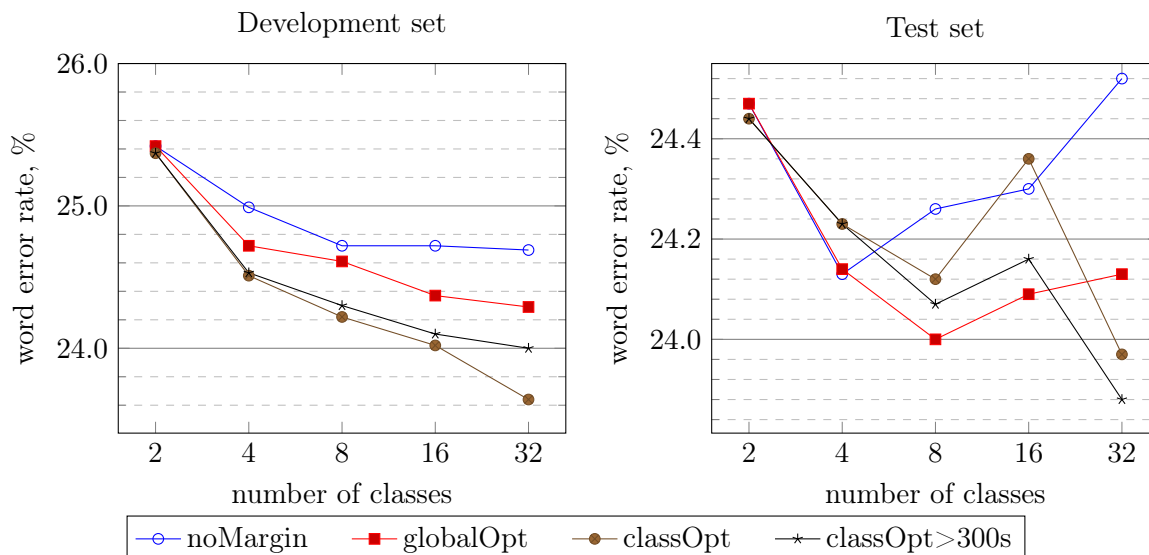 Development set
26.0
25.0
24.0
word error rate, %
2 4 8 16 32
number of classes
Test set
24.4
24.2
24.0
word error rate, %
2 4 8 16 32
number of classes
noMargin globalOpt classOpt classOpt>300s